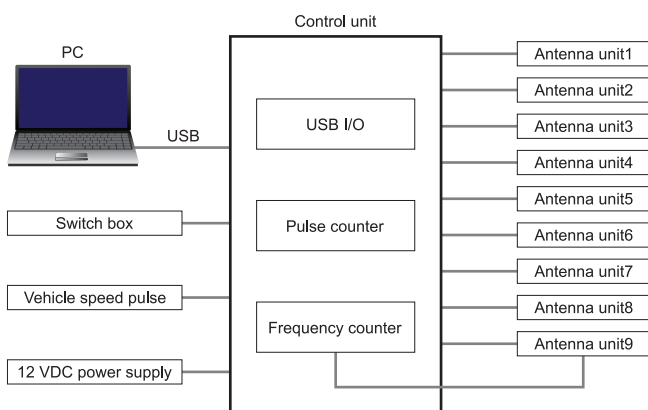 Control unit
PC
USB
Switch box
Vehicle speed pulse
12 VDC power supply
USB I/O
Pulse counter
Frequency counter
Antenna unit1
Antenna unit2
Antenna unit3
Antenna unit4
Antenna unit5
Antenna unit6
Antenna unit7
Antenna unit8
Antenna unit9